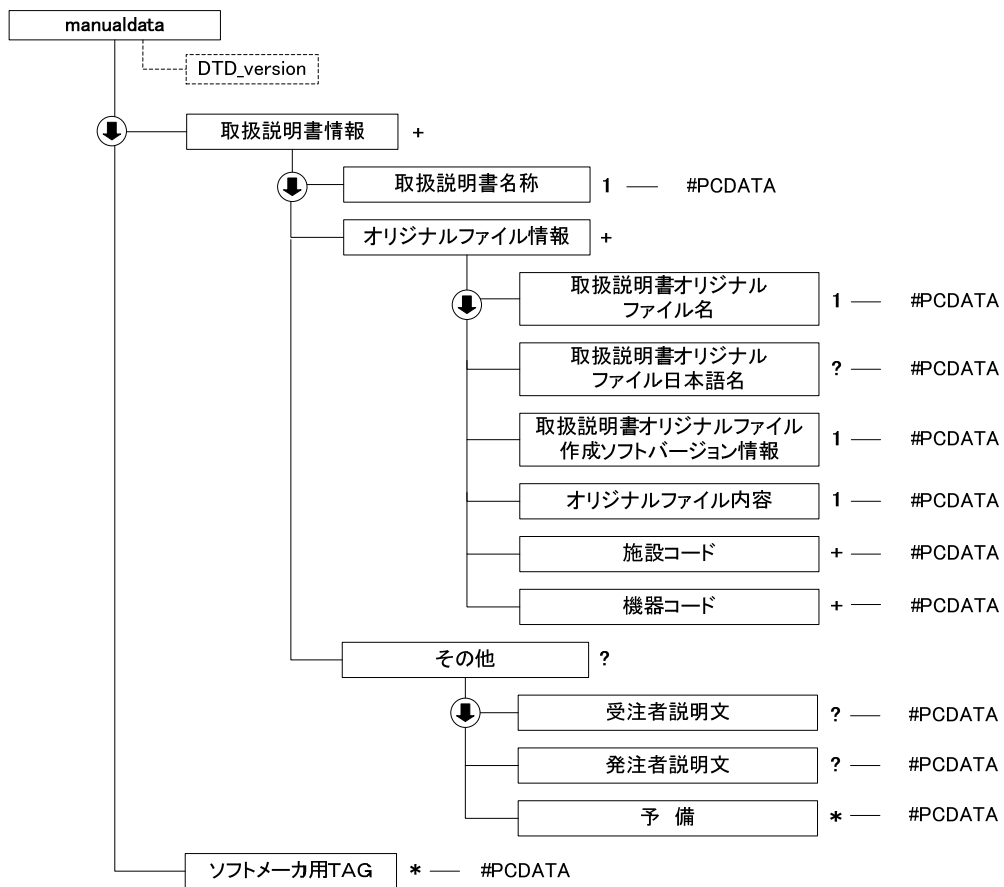 manualdata
DTD_version
取扱説明書情報 +
取扱説明書名称 1 #PCDATA
オリジナルファイル情報 +
取扱説明書オリジナル
ファイル名 1 #PCDATA
取扱説明書オリジナル
ファイル日本語名 ? #PCDATA
取扱説明書オリジナルファイル
作成ソフトバージョン情報 1 #PCDATA
オリジナルファイル内容 1 #PCDATA
施設コード + #PCDATA
機器コード + #PCDATA
その他 ?
受注者説明文 ? #PCDATA
発注者説明文 ? #PCDATA
予 備 * #PCDATA
ソフトメーカ用TAG * #PCDATA